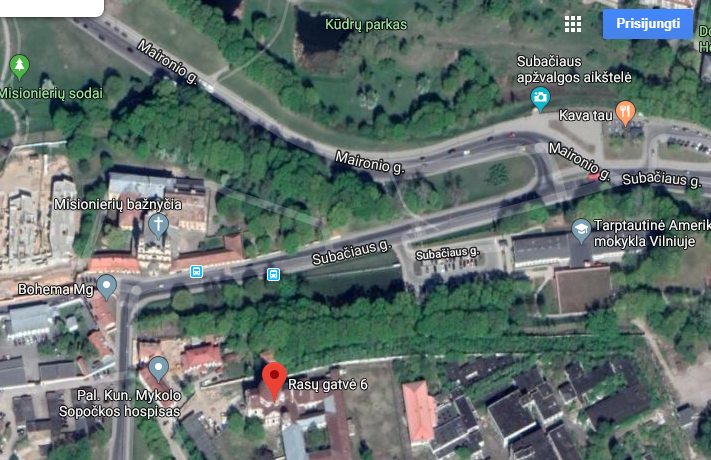 Kūdrų parkas
Prisijungti
Maironio g.
Subačiaus
apžvalgos aikštelė
Misionierių sodai
Kava tau
Maironio g.
Maironio g.
Subačiaus g.
Misionierių bažnyčia
Tarptautinė Amerik
mokykla Vilniuje
Subačiaus g.
Subačiaus g.
Bohema Mg
Rasų gatvė 6
Pal. Kun. Mykolo
Sopočkos hospisas